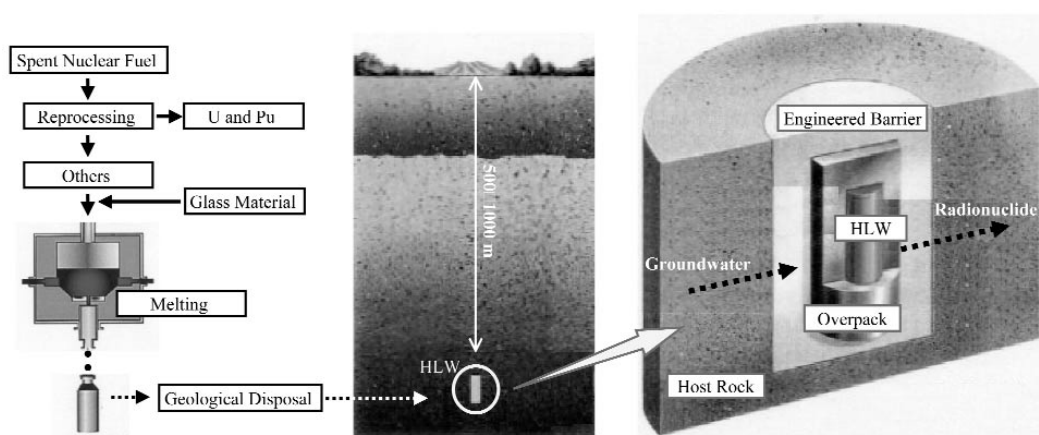 Spent Nuclear Fuel
Reprocessing
U and Pu
Others
Glass Material
Melting
Geological Disposal
500 1000 m
HLW
Engineered Barrier
Radionuclide
HLW
Groundwater
Overpack
Host Rock